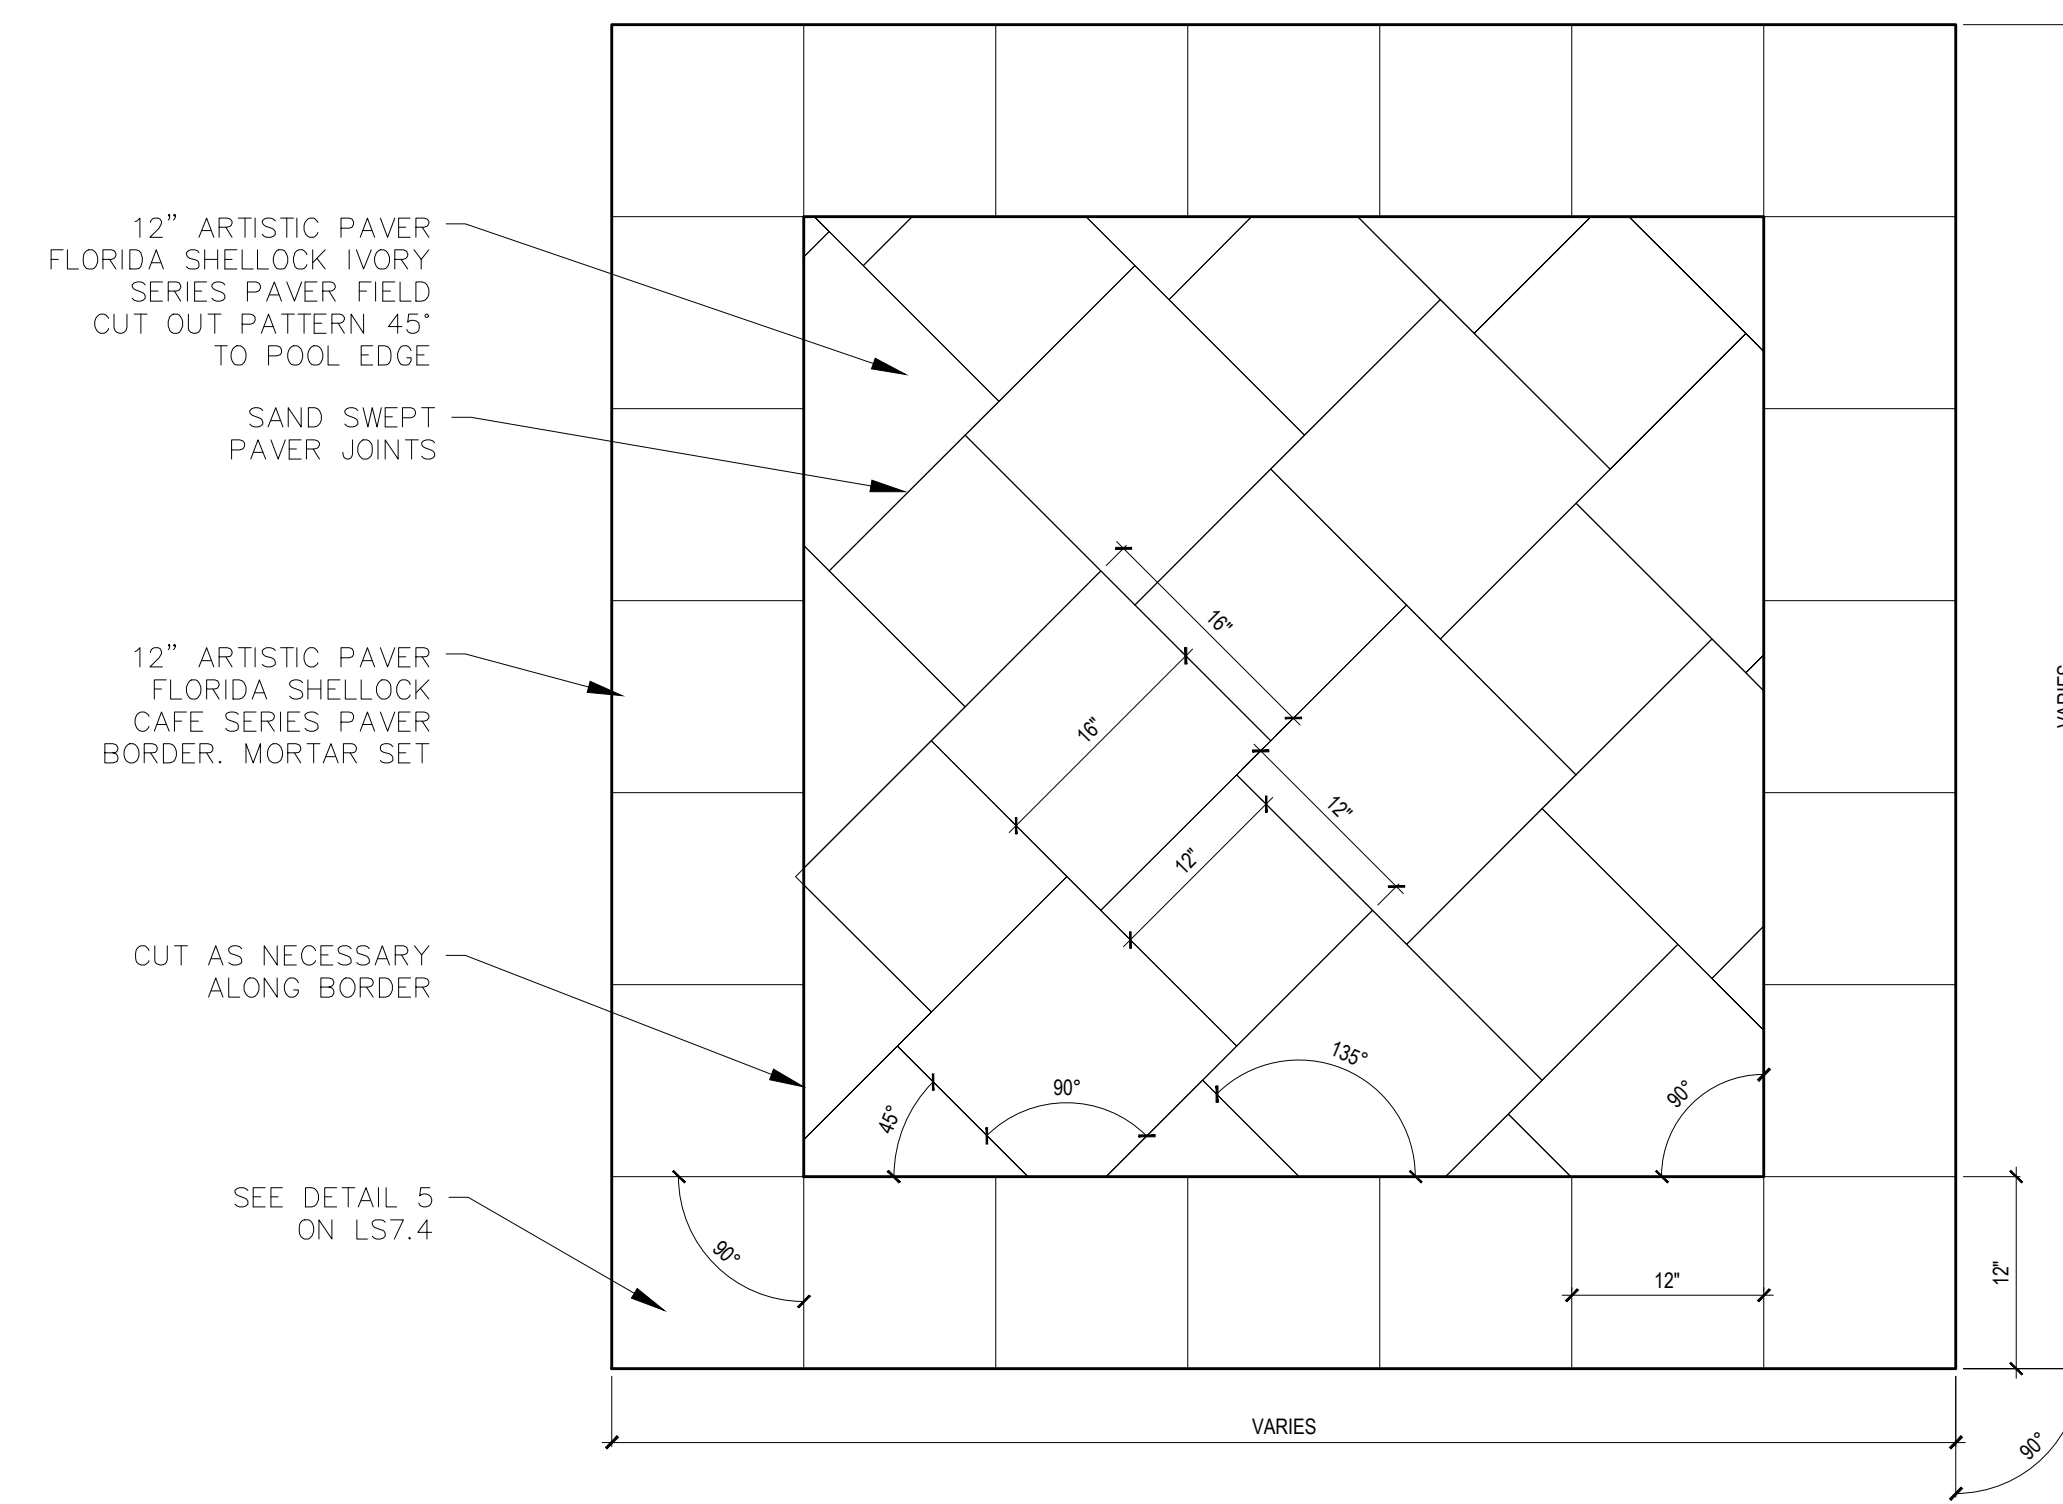 12” ARTISTIC PAVER
FLORIDA SHELLOCK IVORY
SERIES PAVER FIELD
CUT OUT PATTERN 45°
TO POOL EDGE
SAND SWEPT
PAVER JOINTS
12” ARTISTIC PAVER
FLORIDA SHELLOCK
CAFE SERIES PAVER
BORDER. MORTAR SET
CUT AS NECESSARY
ALONG BORDER
SEE DETAIL 5
ON LS7.4
16"
16"
12"
12"
45°
90°
135°
90°
90°
12"
12"
VARIES
VARIES
90°